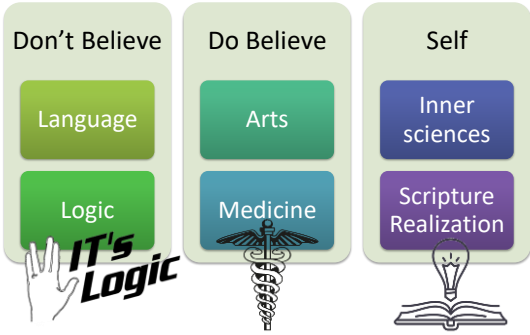 Don't Believe
Language
Logic
IT's
Logic
Do Believe
Arts
Medicine
Self
Inner
sciences
Scripture
Realization